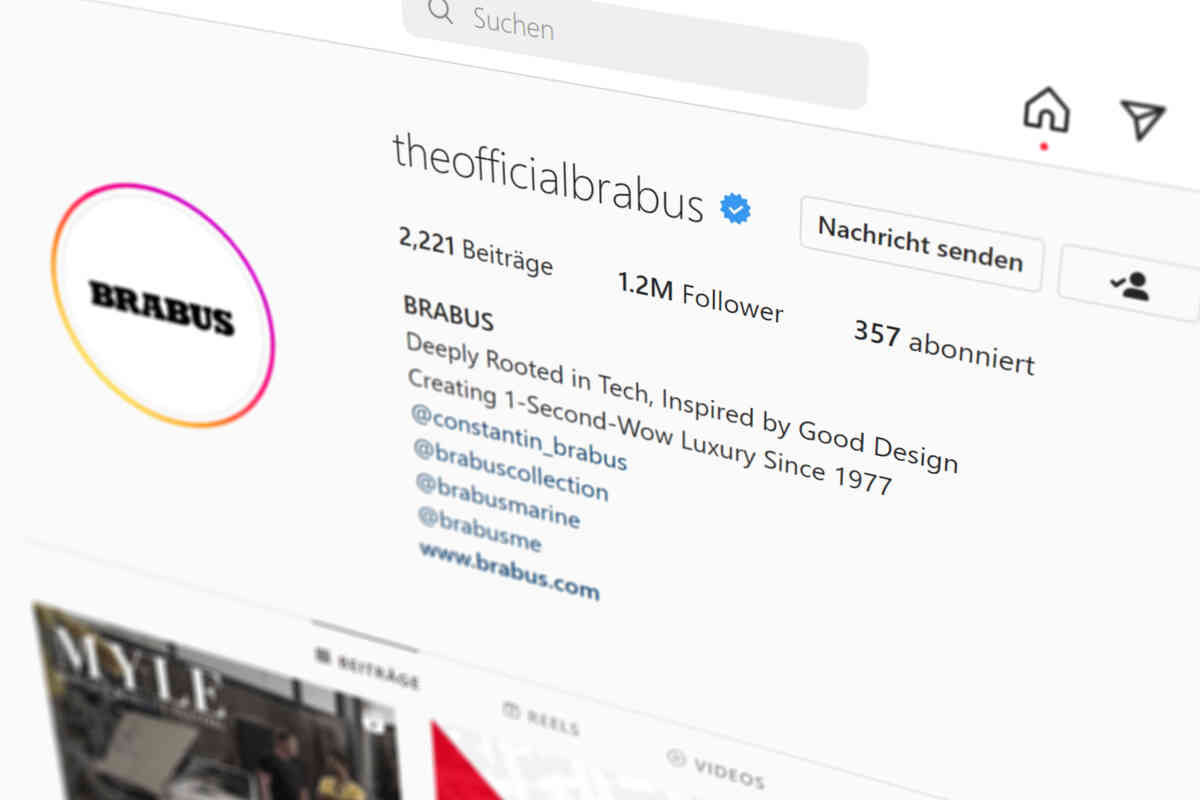 Suchen
theofficialbrabus
Nachricht senden
2,221 Beiträge 1.2M Follower 357 abonniert
BRABUS
BRABUS
Deeply Rooted in Tech, Inspired by Good Design
Creating 1-Second-Wow Luxury Since 1977
@constantin_brabus
@brabuscollection
@brabusmarine
@brabusme
www.brabus.com
BEITRÄGE REELS VIDEOS
MYLE